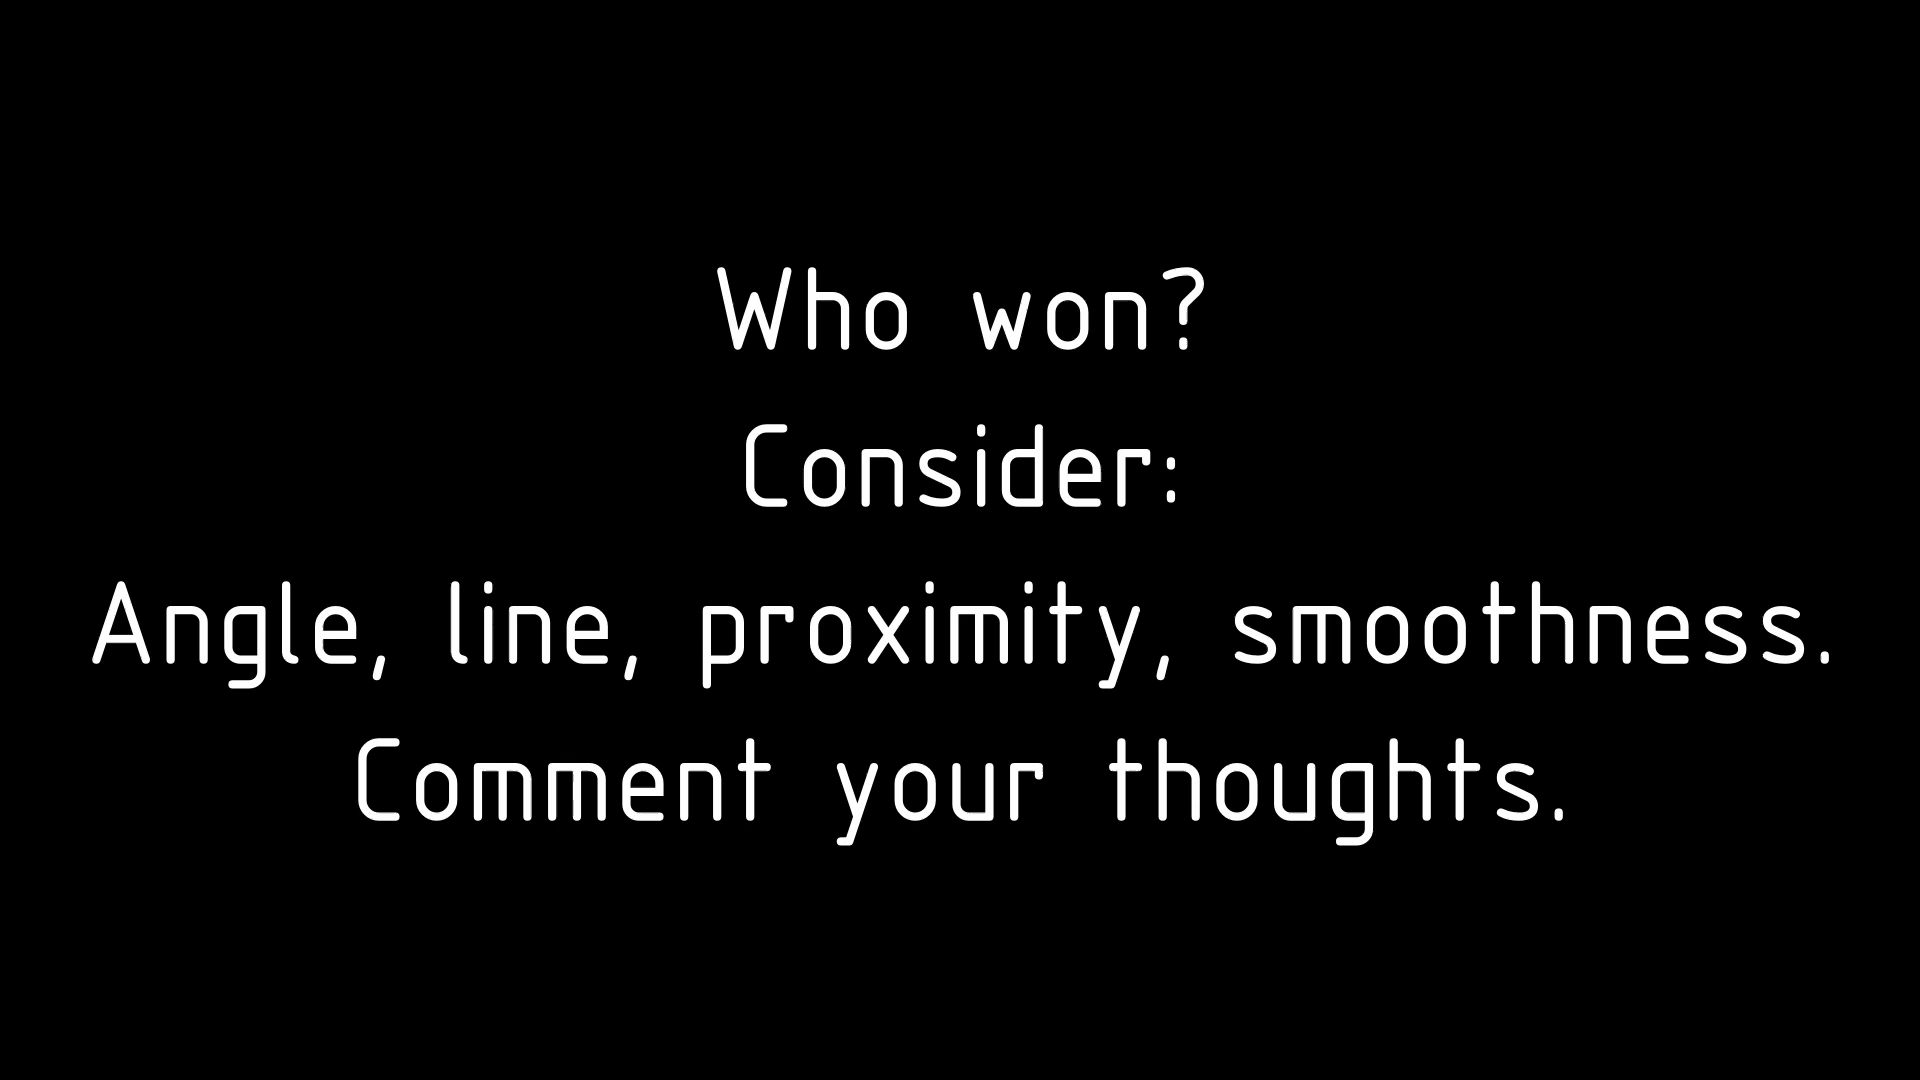 Who won?
Consider:
Angle, line, proximity, smoothness.
Comment your thoughts.